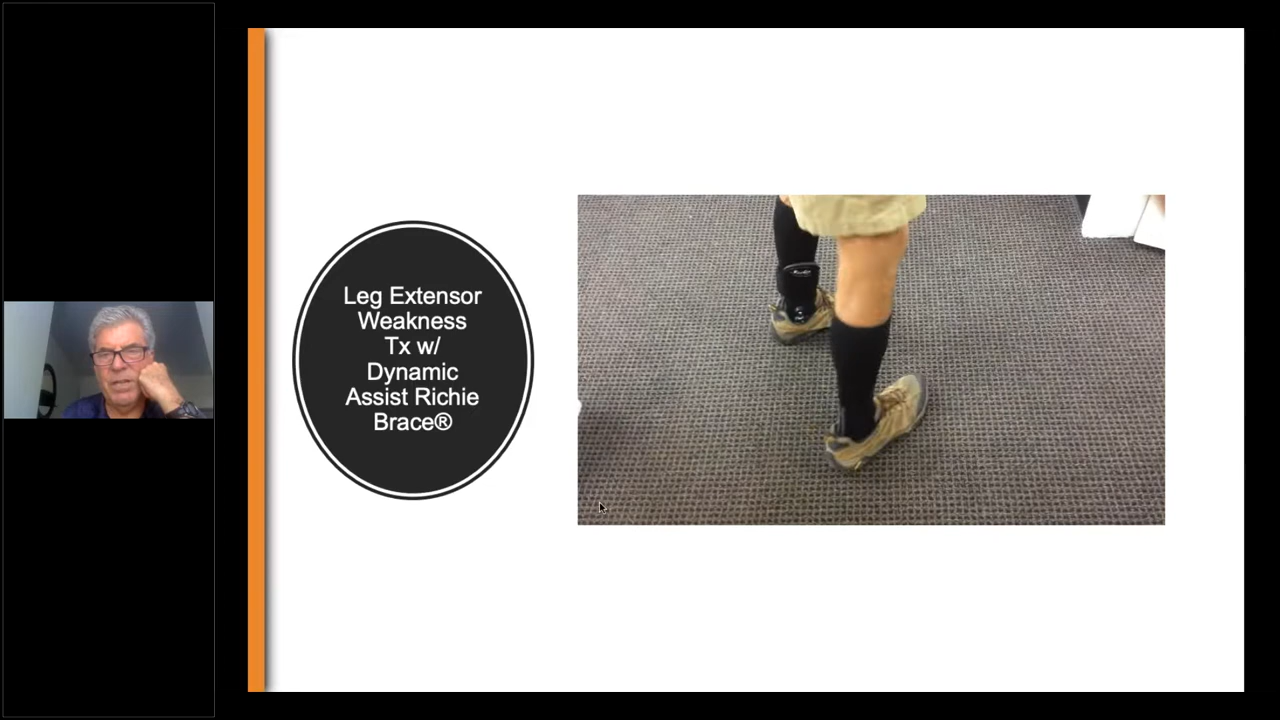 Leg Extensor
Weakness
Tx w/
Dynamic
Assist Richie
Brace®